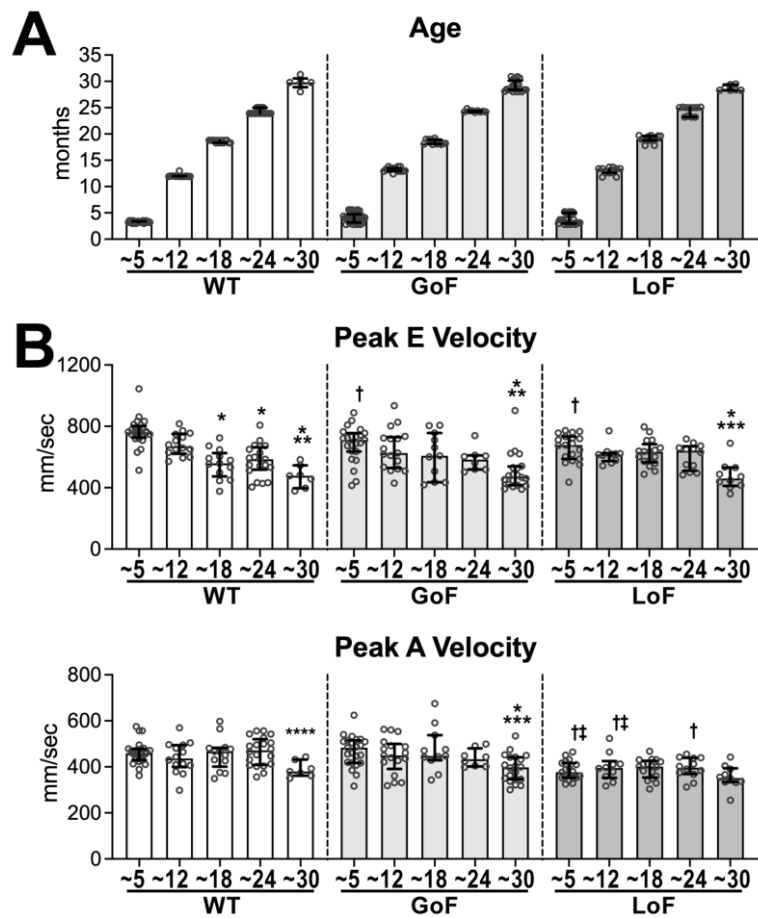 A
Age
months
35
30
25
20
15
10
5
0
~5 ~12 ~18 ~24 ~30 ~5 ~12 ~18 ~24 ~30 ~5 ~12 ~18 ~24 ~30
WT GoF LoF
B
Peak E Velocity
mm/sec
1200
800
400
0
* * * ** † * ** † * ***
~5 ~12 ~18 ~24 ~30 ~5 ~12 ~18 ~24 ~30 ~5 ~12 ~18 ~24 ~30
WT GoF LoF
Peak A Velocity
mm/sec
800
600
400
200
0
**** * *** †‡ †‡ †
~5 ~12 ~18 ~24 ~30 ~5 ~12 ~18 ~24 ~30 ~5 ~12 ~18 ~24 ~30
WT GoF LoF